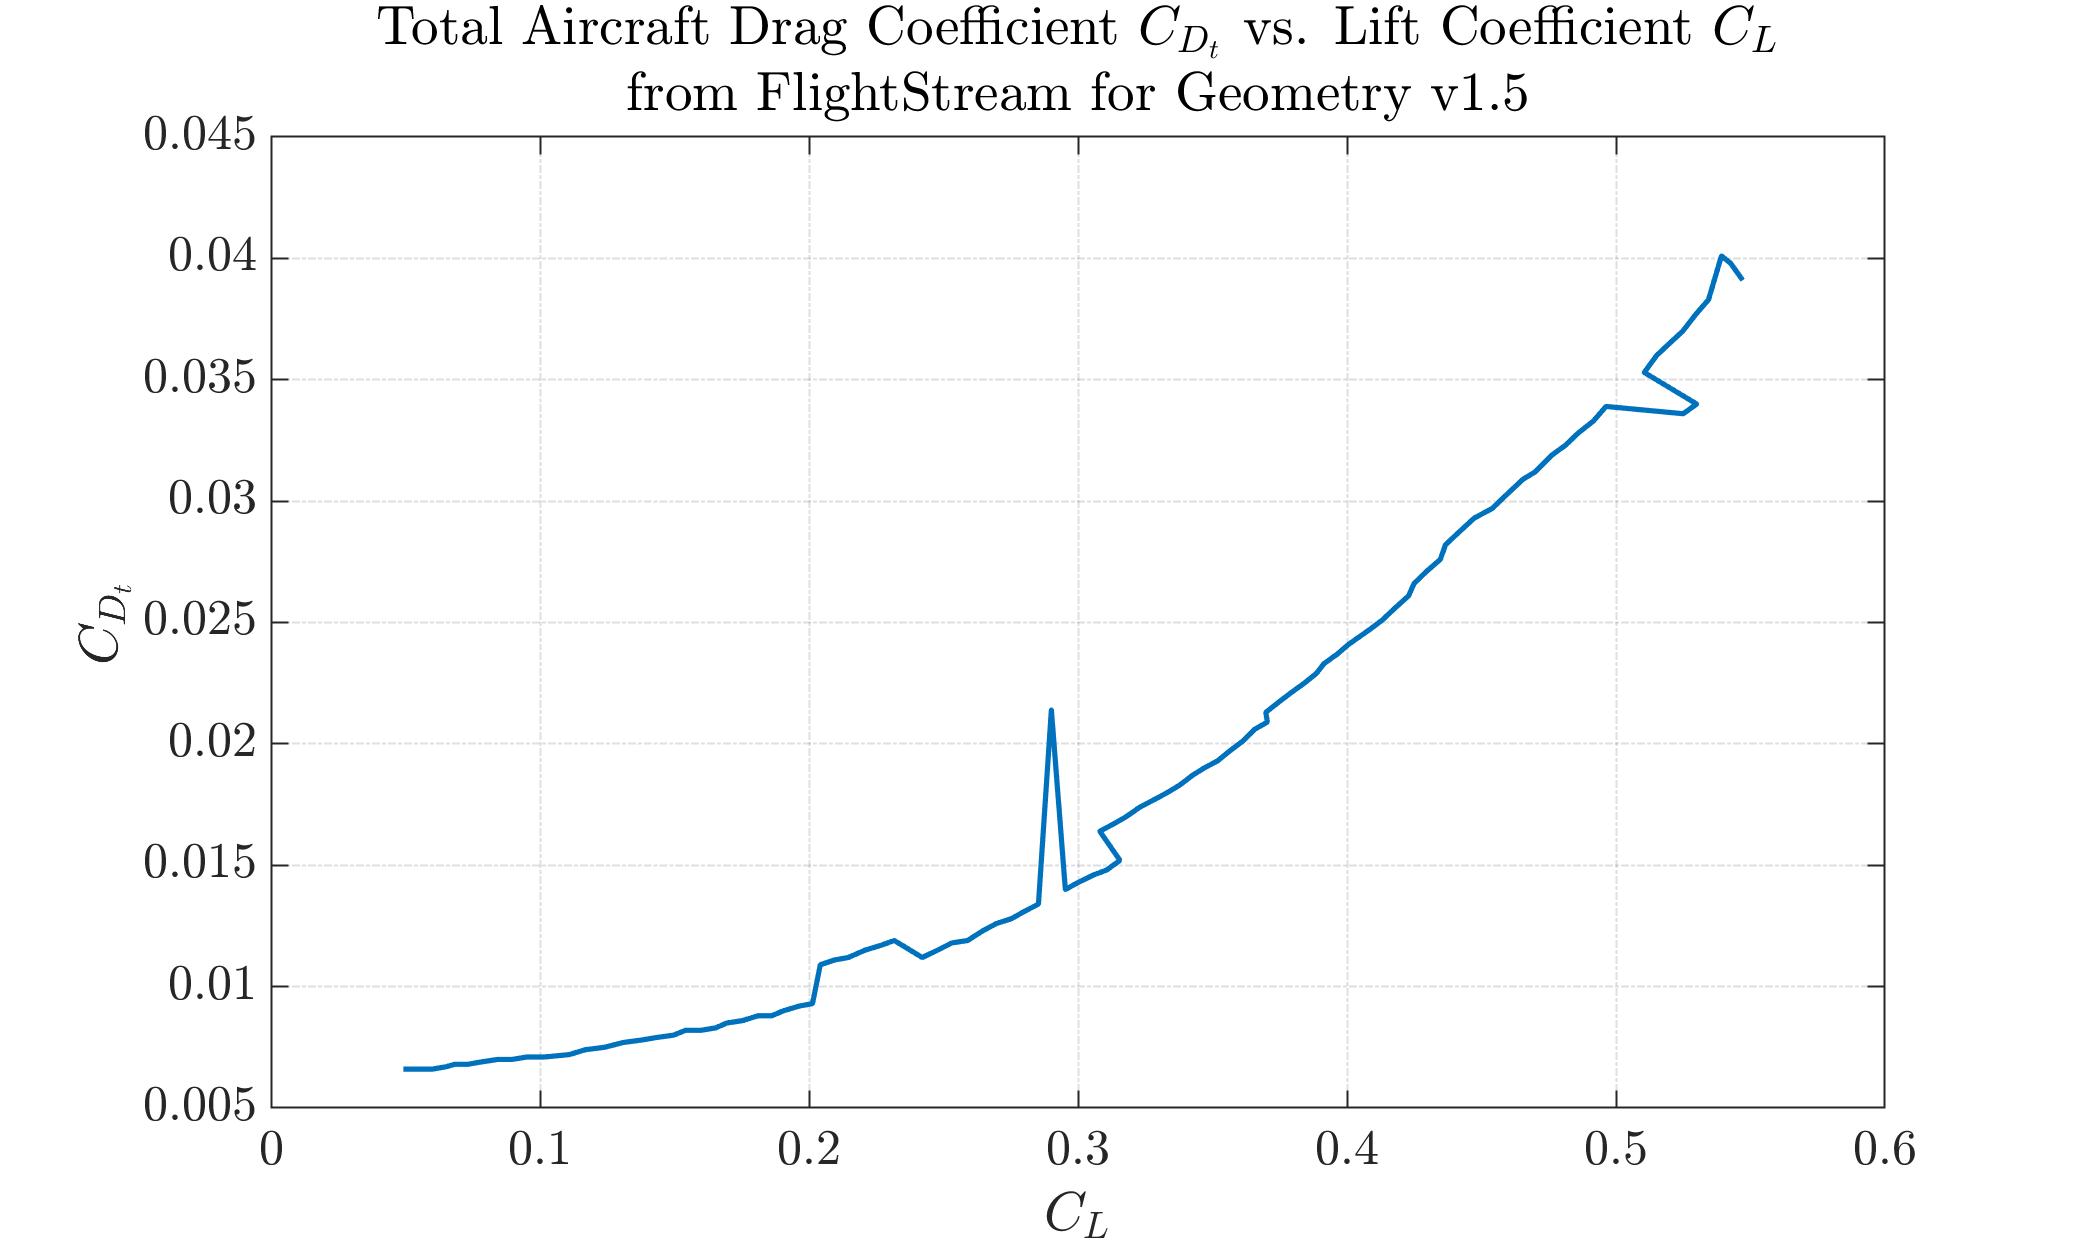 Total Aircraft Drag Coefficient C_{D_t} vs. Lift Coefficient C_L
from FlightStream for Geometry v1.5
0.045
0.04
0.035
0.03
0.025
0.02
0.015
0.01
0.005
C_{D_t}
0 0.1 0.2 0.3 0.4 0.5 0.6
C_L